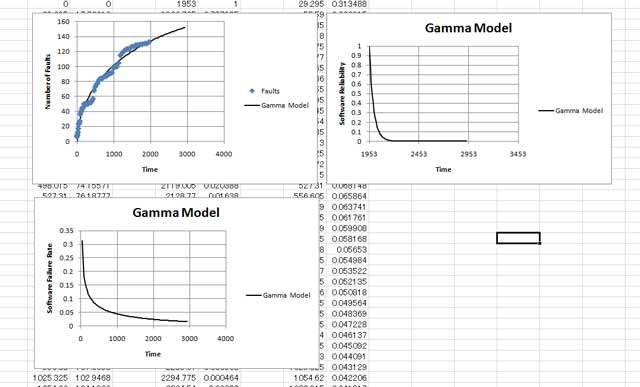 0 0 1953 1 29.295 0.313488
160
140
120
100
80
60
40
20
0
Number of Faults
0 1000 2000 3000 4000
Time
Faults
Gamma Model
Gamma Model
1
0.9
0.8
0.7
0.6
0.5
0.4
0.3
0.2
0.1
0
Software Reliability
1953 2453 2953 3453
Time
Gamma Model
498.015 74.15571 2119.005 0.020388 527.31 0.068148
527.31 76.18777 2128.77 0.01638 556.605 0.065864
0.063741
0.061761
0.059908
0.058168
0.05653
0.054984
0.053522
0.052135
0.050818
0.049564
0.048369
0.047228
0.046137
0.045092
0.044091
0.043129
Gamma Model
0.35
0.3
0.25
0.2
0.15
0.1
0.05
0
Software Failure Rate
0 1000 2000 3000 4000
Time
Gamma Model
1025.325 102.9468 2294.775 0.000464 1054.62 0.042206